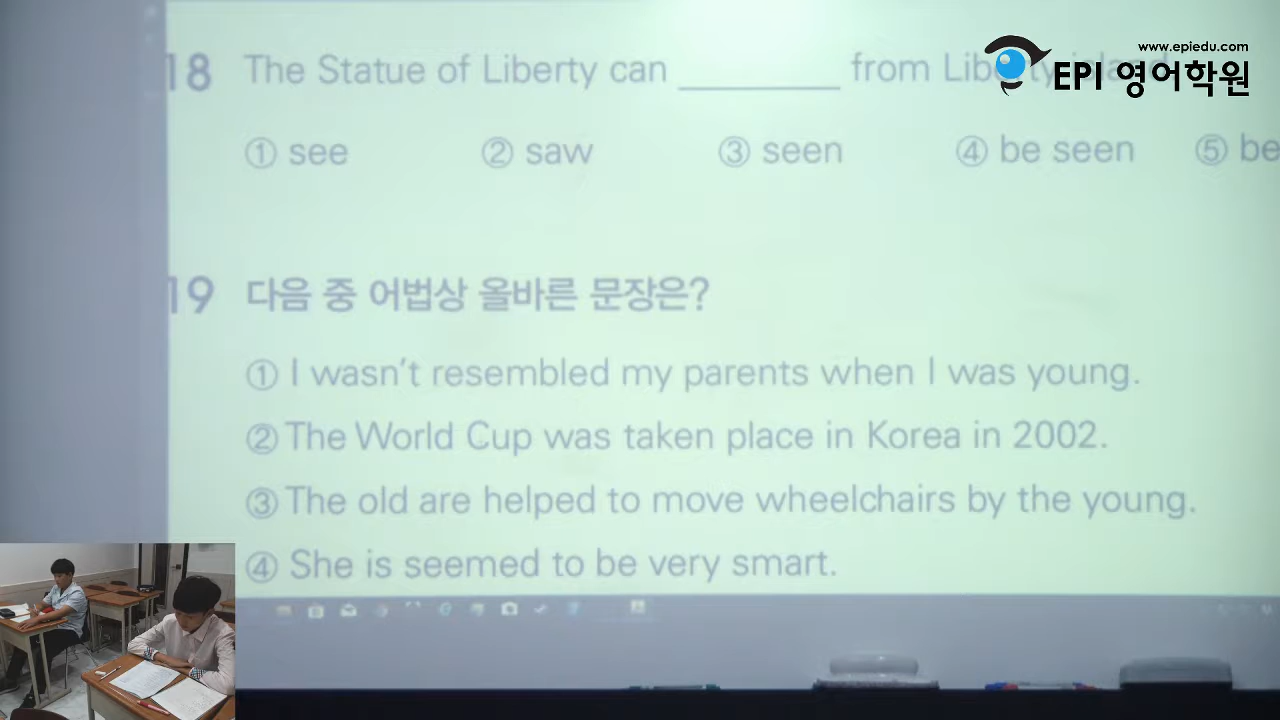 www.epiedu.com
EPI 영어학원
18 The Statue of Liberty can ________ from
① see ② saw ③ seen ④ be seen ⑤ be
19 다음 중 어법상 올바른 문장은?
① I wasn't resembled my parents when I was young.
② The World Cup was taken place in Korea in 2002.
③ The old are helped to move wheelchairs by the young.
④ She is seemed to be very smart.